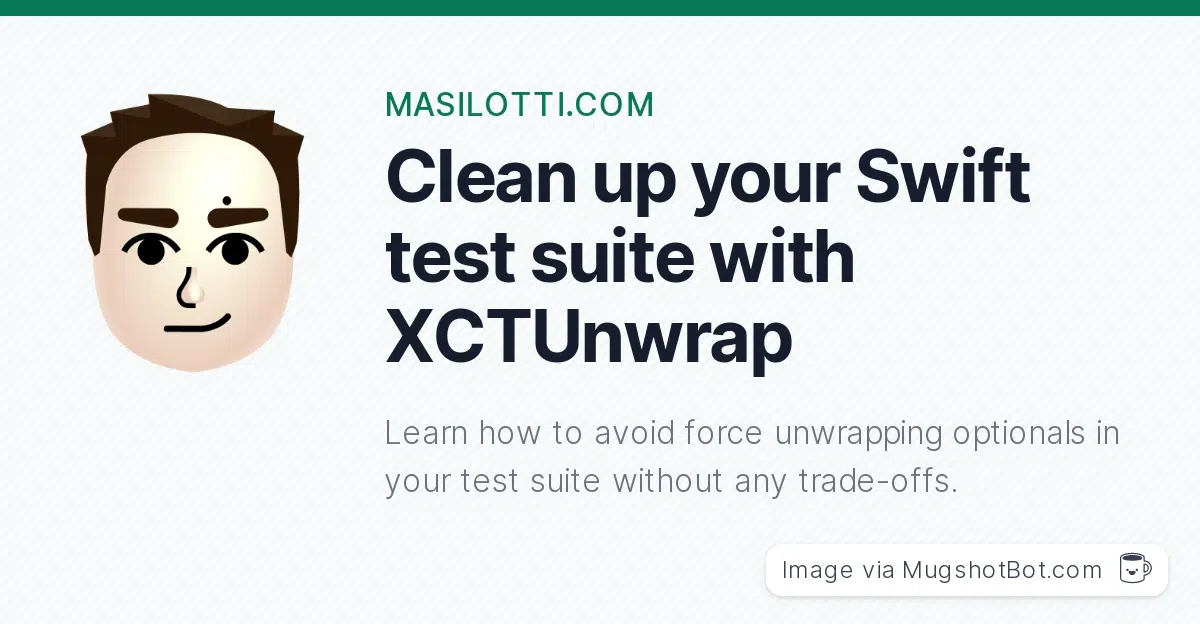 MASILOTTI.COM
Clean up your Swift
test suite with
XCTUnwrap
Learn how to avoid force unwrapping optionals in
your test suite without any trade-offs.
Image via MugshotBot.com